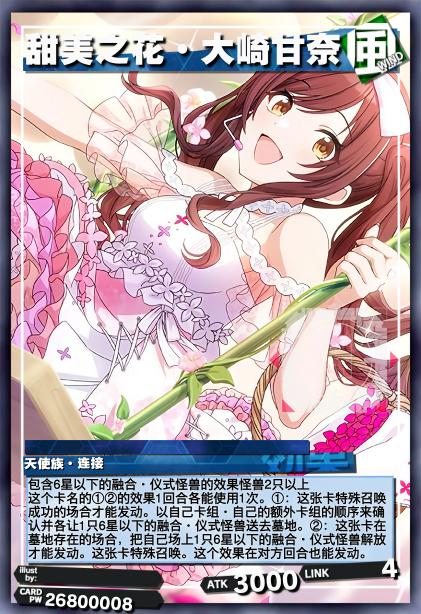 甜美之花・大崎甘奈
風
WIND
天使族・连接
包含6星以下的融合・仪式怪兽的效果怪兽2只以上
这个卡名的①②的效果1回合各能使用1次。①：这张卡特殊召唤
成功的场合才能发动。以自己卡组・自己的额外卡组的顺序来确
认并各让1只6星以下的融合・仪式怪兽送去墓地。②：这张卡在
墓地存在的场合，把自己场上1只6星以下的融合・仪式怪兽解放
才能发动。这张卡特殊召唤。这个效果在对方回合也能发动。
illust by:
ATK 3000 LINK 4
CARD PW 26800008